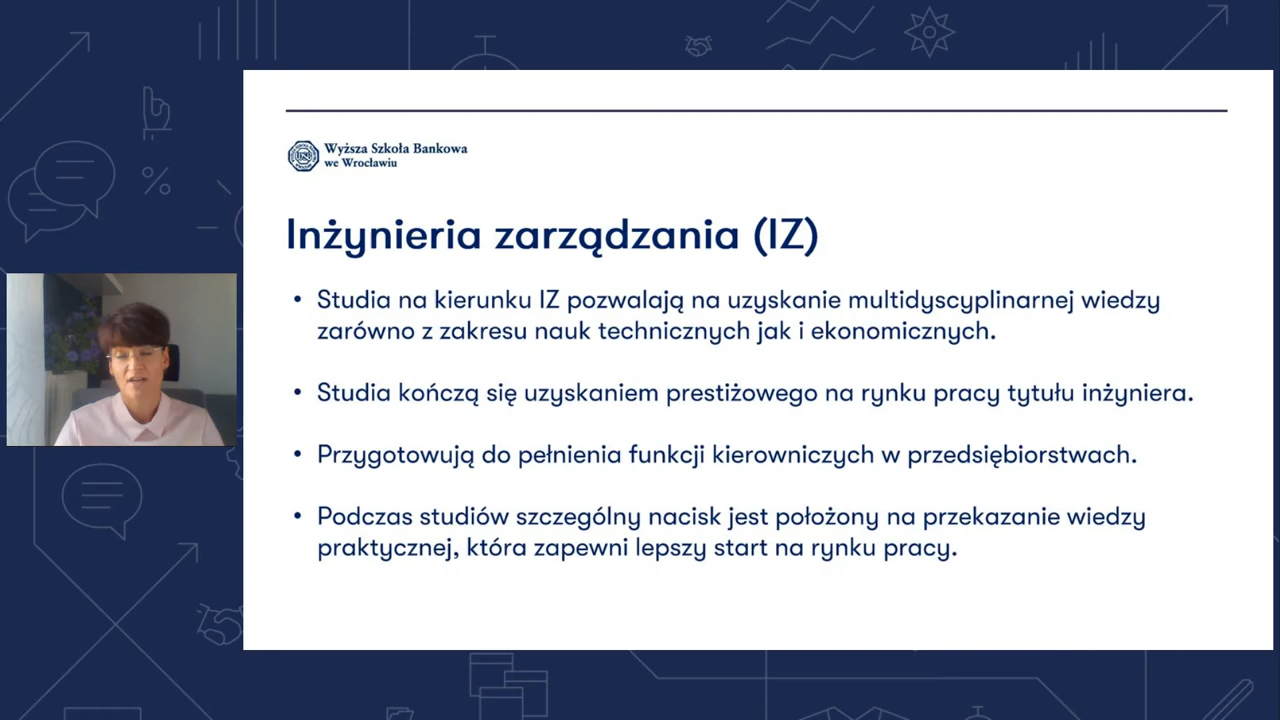 Wyższa Szkoła Bankowa
we Wrocławiu
Inżynieria zarządzania (IZ)
• Studia na kierunku IZ pozwalają na uzyskanie multidyscyplinarnej wiedzy
zarówno z zakresu nauk technicznych jak i ekonomicznych.
• Studia kończą się uzyskaniem prestiżowego na rynku pracy tytułu inżyniera.
• Przygotowują do pełnienia funkcji kierowniczych w przedsiębiorstwach.
• Podczas studiów szczególny nacisk jest położony na przekazanie wiedzy
praktycznej, która zapewni lepszy start na rynku pracy.
%